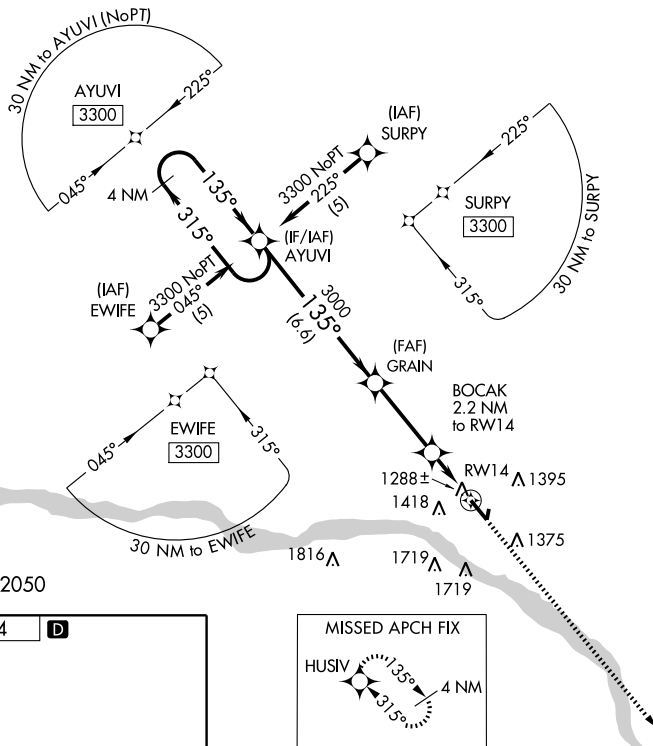 30 NM to AYUVI (NoPT)
AYUVI
3300
225°
045°
4 NM
135°
315°
(IAF)
SURPY
3300 NoPT
225°
(5)
225°
SURPY
3300
315°
30 NM to SURPY
(IF/IAF)
AYUVI
(IAF)
EWIFE
3300 NoPT
045°
(5)
3000
135°
(6.6)
(FAF)
GRAIN
BOCAK
2.2 NM
to RW14
EWIFE
3300
045°
315°
30 NM to EWIFE
RW14
1288±
1395
1418
1375
1816
1719
1719
2050
4 D
MISSED APCH FIX
HUSIV
135°
315°
4 NM